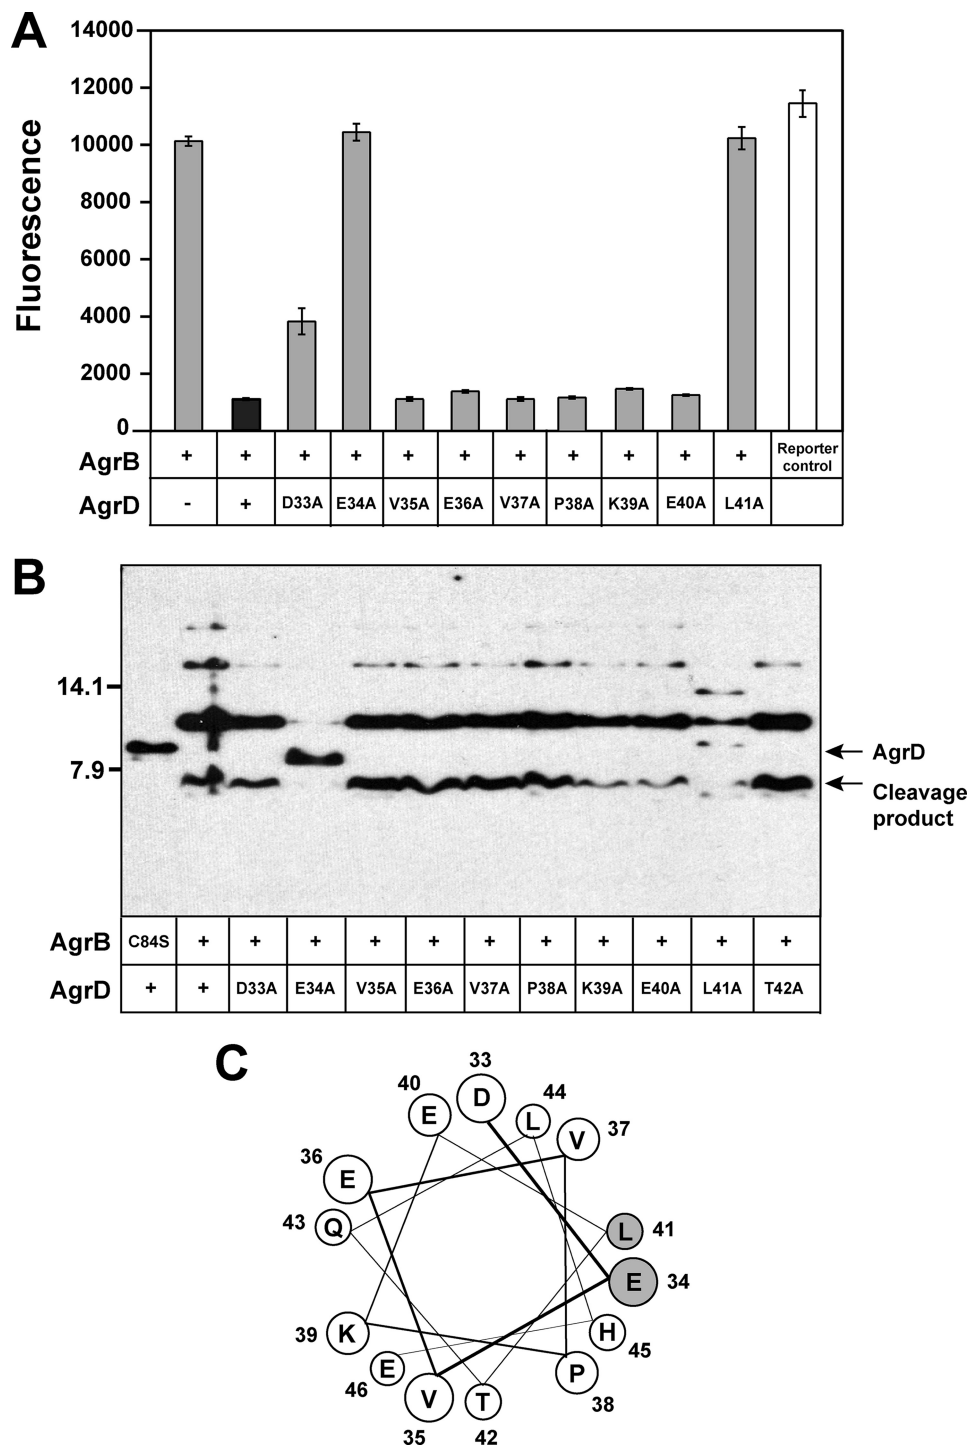 A
Fluorescence
14000
12000
10000
8000
6000
4000
2000
0
AgrB + + + + + + + + + + + Reporter control
AgrD - + D33A E34A V35A E36A V37A P38A K39A E40A L41A
B
14.1
7.9
AgrD
Cleavage
product
AgrB C84S + + + + + + + + + + +
AgrD + + D33A E34A V35A E36A V37A P38A K39A E40A L41A T42A
C
33
D
40
E
44
L
37
V
36
E
43
Q
41
L
34
E
39
K
45
H
46
E
38
P
35
V
42
T